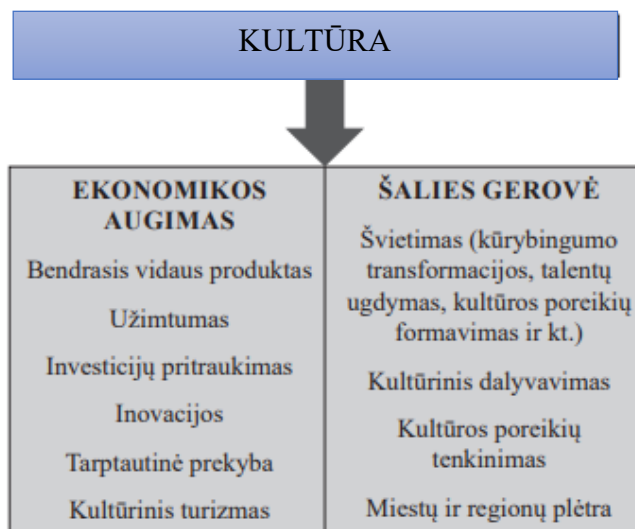 KULTŪRA
EKONOMIKOS
AUGIMAS
Bendrasis vidaus produktas
Užimtumas
Investicijų pritraukimas
Inovacijos
Tarptautinė prekyba
Kultūrinis turizmas
ŠALIES GEROVĖ
Švietimas (kūrybingumo
transformacijos, talentų
ugdymas, kultūros poreikių
formavimas ir kt.)
Kultūrinis dalyvavimas
Kultūros poreikių
tenkinimas
Miestų ir regionų plėtra